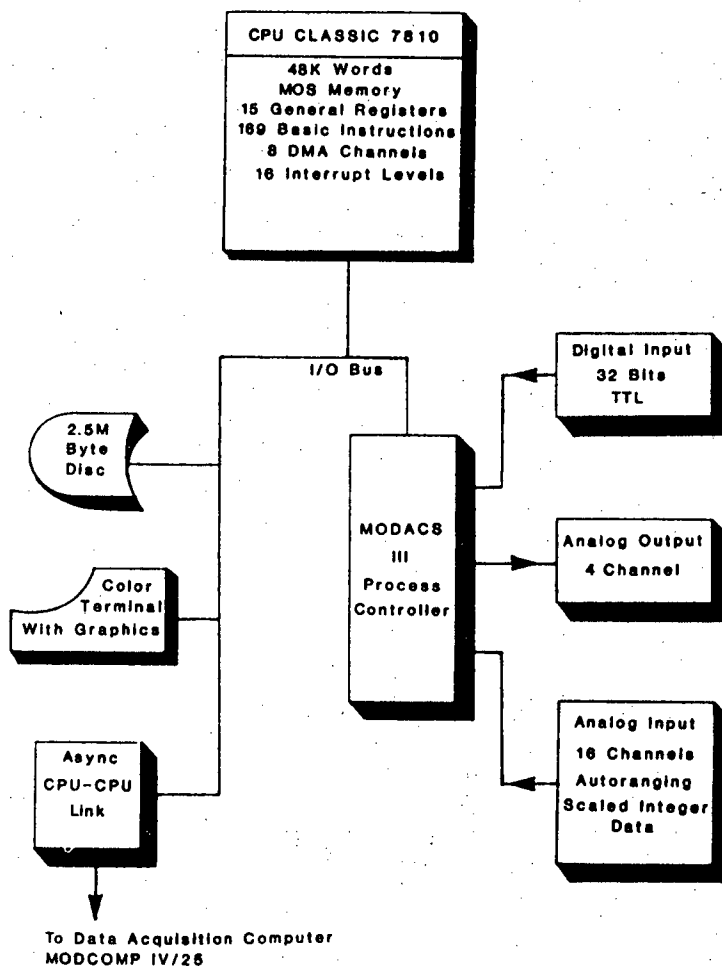 CPU CLASSIC 7810
48K Words
MOS Memory
15 General Registers
169 Basic Instructions
8 DMA Channels
16 Interrupt Levels
I/O Bus
2.5M
Byte
Disc
Color
Terminal
With Graphics
Async
CPU-CPU
Link
To Data Acquisition Computer
MODCOMP IV/25
MODACS
III
Process
Controller
Digital Input
32 Bits
TTL
Analog Output
4 Channel
Analog Input
16 Channels
Autoranging
Scaled Integer
Data